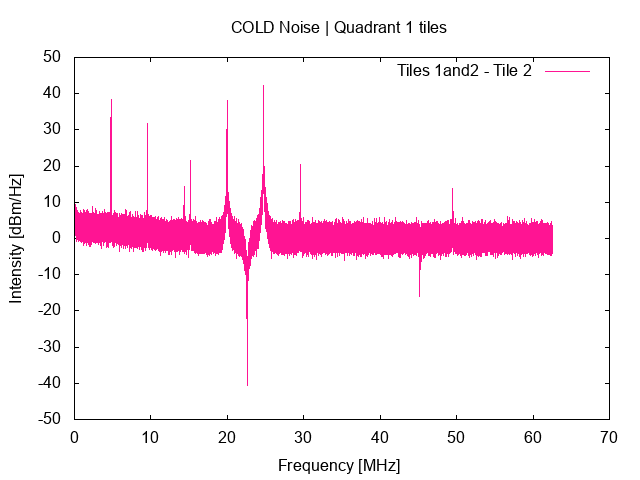 COLD Noise | Quadrant 1 tiles
Tiles 1and2 - Tile 2
Intensity [dBm/Hz]
50
40
30
20
10
0
-10
-20
-30
-40
-50
0 10 20 30 40 50 60 70
Frequency [MHz]